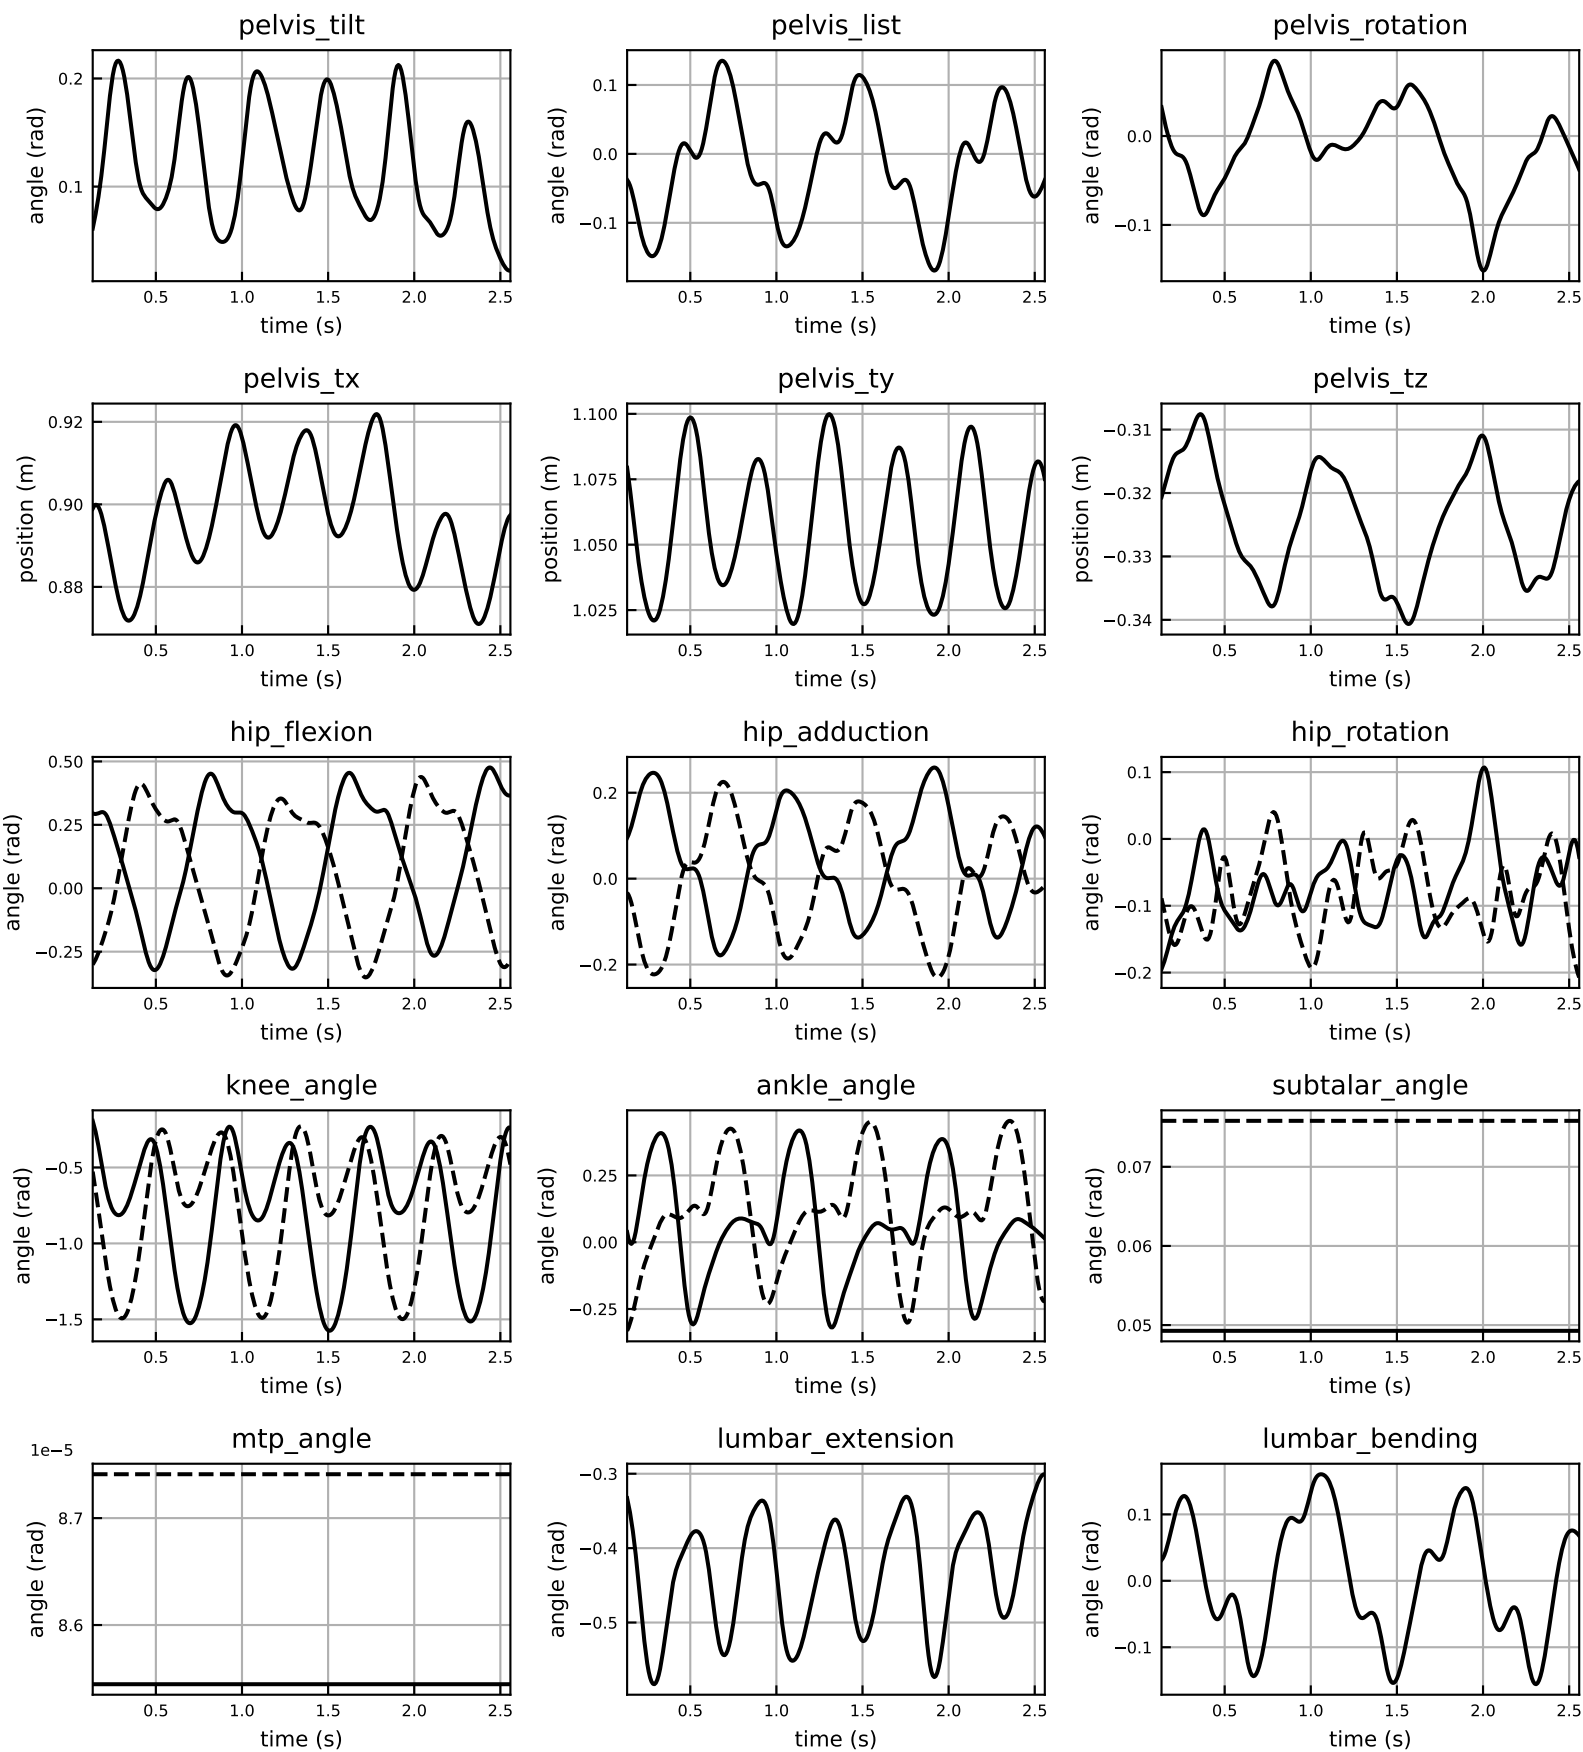 pelvis_tilt
pelvis_list
pelvis_rotation
0.2
0.1
angle (rad)
0.5 1.0 1.5 2.0 2.5
time (s)
0.1
0.0
−0.1
angle (rad)
0.5 1.0 1.5 2.0 2.5
time (s)
0.0
−0.1
angle (rad)
0.5 1.0 1.5 2.0 2.5
time (s)
pelvis_tx
pelvis_ty
pelvis_tz
0.92
0.90
0.88
position (m)
0.5 1.0 1.5 2.0 2.5
time (s)
1.100
1.075
1.050
1.025
position (m)
0.5 1.0 1.5 2.0 2.5
time (s)
−0.31
−0.32
−0.33
−0.34
position (m)
0.5 1.0 1.5 2.0 2.5
time (s)
hip_flexion
hip_adduction
hip_rotation
0.50
0.25
0.00
−0.25
angle (rad)
0.5 1.0 1.5 2.0 2.5
time (s)
0.2
0.0
−0.2
angle (rad)
0.5 1.0 1.5 2.0 2.5
time (s)
0.1
0.0
−0.1
−0.2
angle (rad)
0.5 1.0 1.5 2.0 2.5
time (s)
knee_angle
ankle_angle
subtalar_angle
−0.5
−1.0
−1.5
angle (rad)
0.5 1.0 1.5 2.0 2.5
time (s)
0.25
0.00
−0.25
angle (rad)
0.5 1.0 1.5 2.0 2.5
time (s)
0.07
0.06
0.05
angle (rad)
0.5 1.0 1.5 2.0 2.5
time (s)
mtp_angle
lumbar_extension
lumbar_bending
1e−5
8.7
8.6
angle (rad)
0.5 1.0 1.5 2.0 2.5
time (s)
−0.3
−0.4
−0.5
angle (rad)
0.5 1.0 1.5 2.0 2.5
time (s)
0.1
0.0
−0.1
angle (rad)
0.5 1.0 1.5 2.0 2.5
time (s)